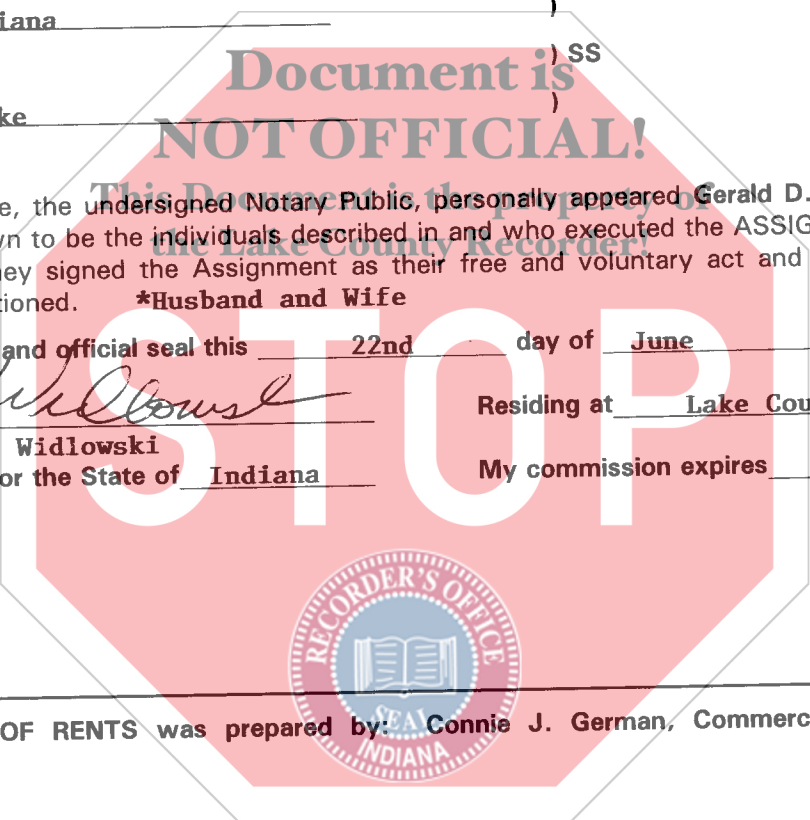 iana )
) SS
Document is
ke )
NOT OFFICIAL!
This Document is the property of
e, the undersigned Notary Public, personally appeared Gerald D.
wn to be the individuals described in and who executed the ASSIG
the Lake County Recorder!
hey signed the Assignment as their free and voluntary act and
tioned. *Husband and Wife
and official seal this 22nd day of June
Widlowski
Residing at Lake Cou
Widlowski
or the State of Indiana My commission expires
STOP
RECORDER'S OFFICE
SEAL
INDIANA
OF RENTS was prepared by: Connie J. German, Commerc